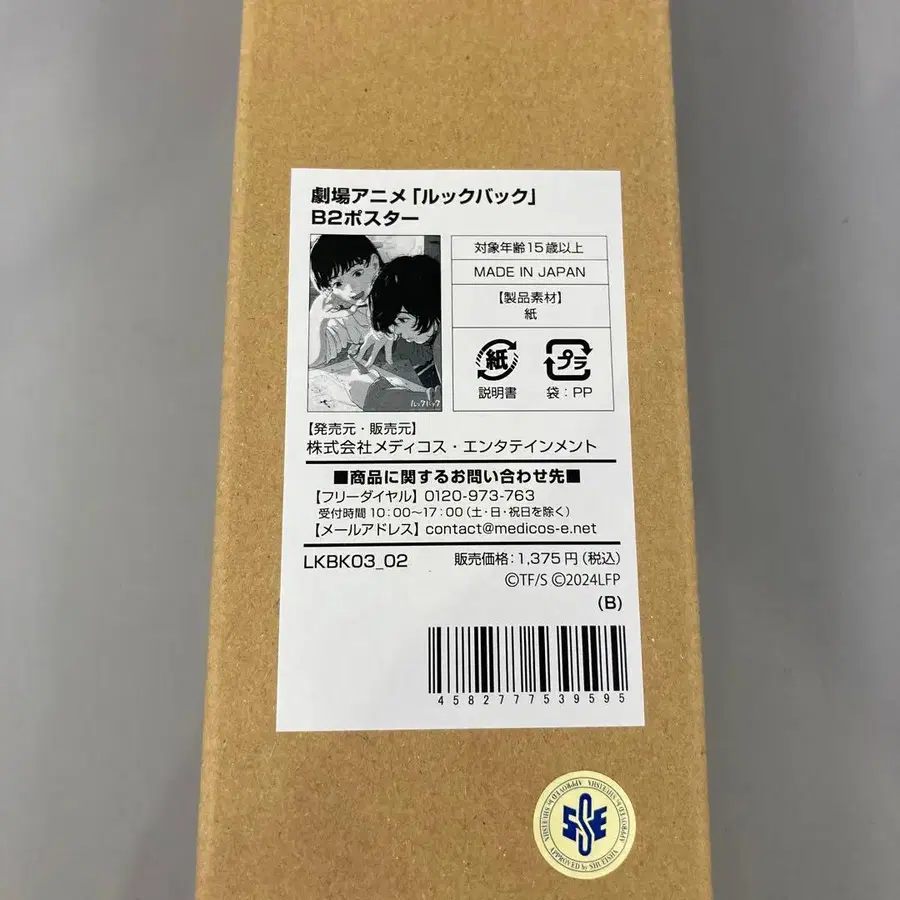 劇場アニメ「ルックバック」
B2ポスター
ルックバック
対象年齢15歳以上
MADE IN JAPAN
【製品素材】
紙
紙
プラ
説明書
袋:PP
【発売元・販売元】
株式会社メディコス・エンタテインメント
■商品に関するお問い合わせ先■
【フリーダイヤル】0120-973-763
受付時間 10:00〜17:00(土・日・祝日を除く)
【メールアドレス】contact@medicos-e.net
LKBK03_02
販売価格:1,375円(税込)
©TF/S ©2024LFP
(B)
4582777539595
APPROVED by SHUEISHA
SSE
APPROVED by SHUEISHA